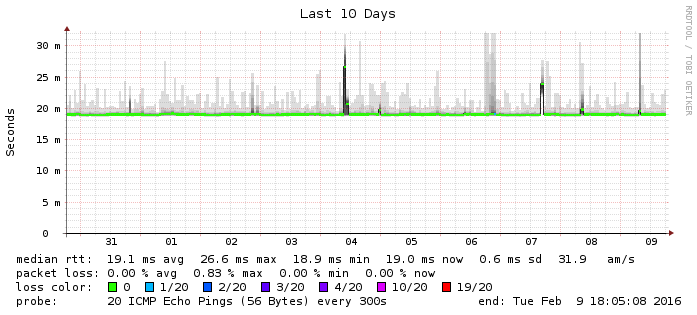 Last 10 Days
RRDTOOL / TOBI OETIKER
Seconds
30 m
25 m
20 m
15 m
10 m
5 m
0
31 01 02 03 04 05 06 07 08 09
median rtt: 19.1 ms avg 26.6 ms max 18.9 ms min 19.0 ms now 0.6 ms sd 31.9 am/s
packet loss: 0.00 % avg 0.83 % max 0.00 % min 0.00 % now
loss color: 0 1/20 2/20 3/20 4/20 10/20 19/20
probe: 20 ICMP Echo Pings (56 Bytes) every 300s end: Tue Feb 9 18:05:08 2016